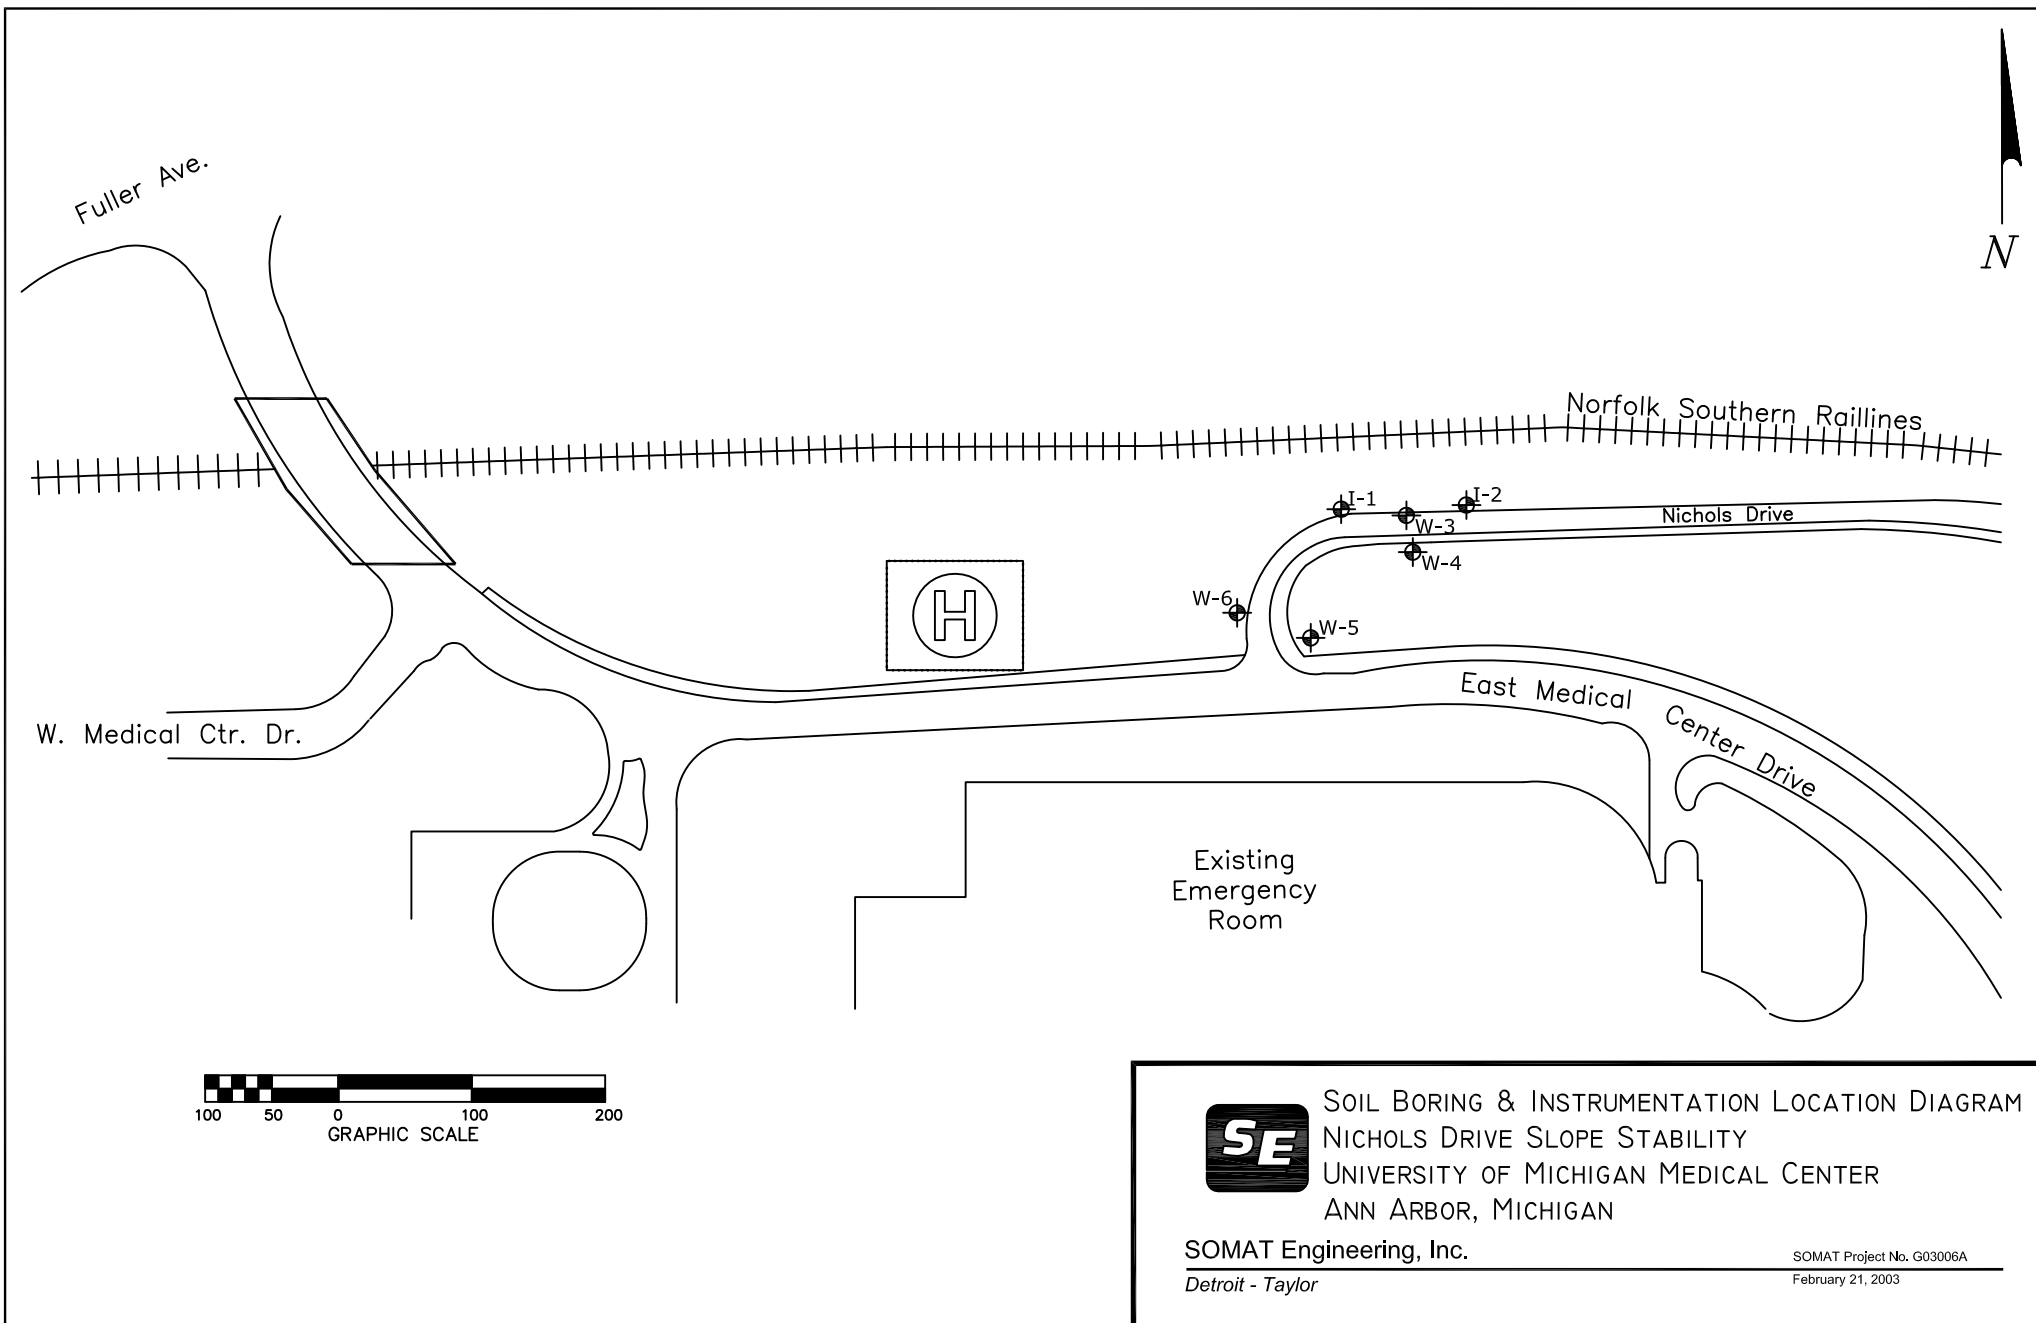 Fuller Ave.
N
Norfolk Southern Raillines
I-1
I-2
W-3
Nichols Drive
W-4
W-6
W-5
H
East Medical Center Drive
W. Medical Ctr. Dr.
Existing
Emergency
Room
100 50 0 100 200
GRAPHIC SCALE
SE
SOIL BORING & INSTRUMENTATION LOCATION DIAGRAM
NICHOLS DRIVE SLOPE STABILITY
UNIVERSITY OF MICHIGAN MEDICAL CENTER
ANN ARBOR, MICHIGAN
SOMAT Engineering, Inc.
SOMAT Project No. G03006A
Detroit - Taylor
February 21, 2003